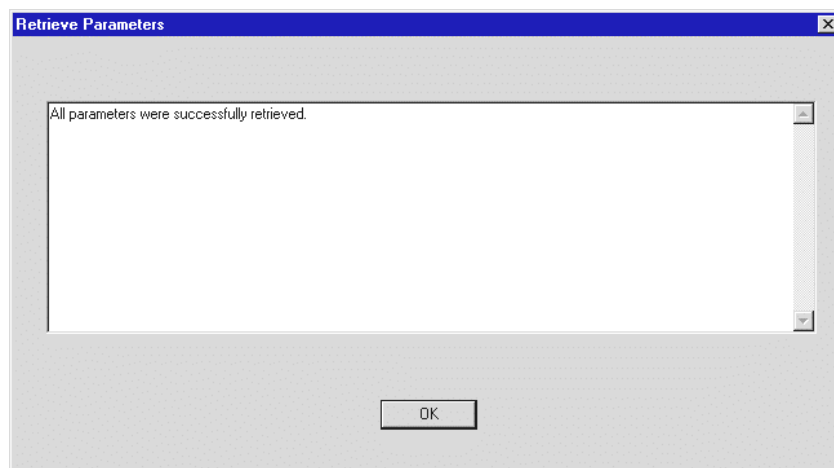 Retrieve Parameters
All parameters were successfully retrieved.
OK